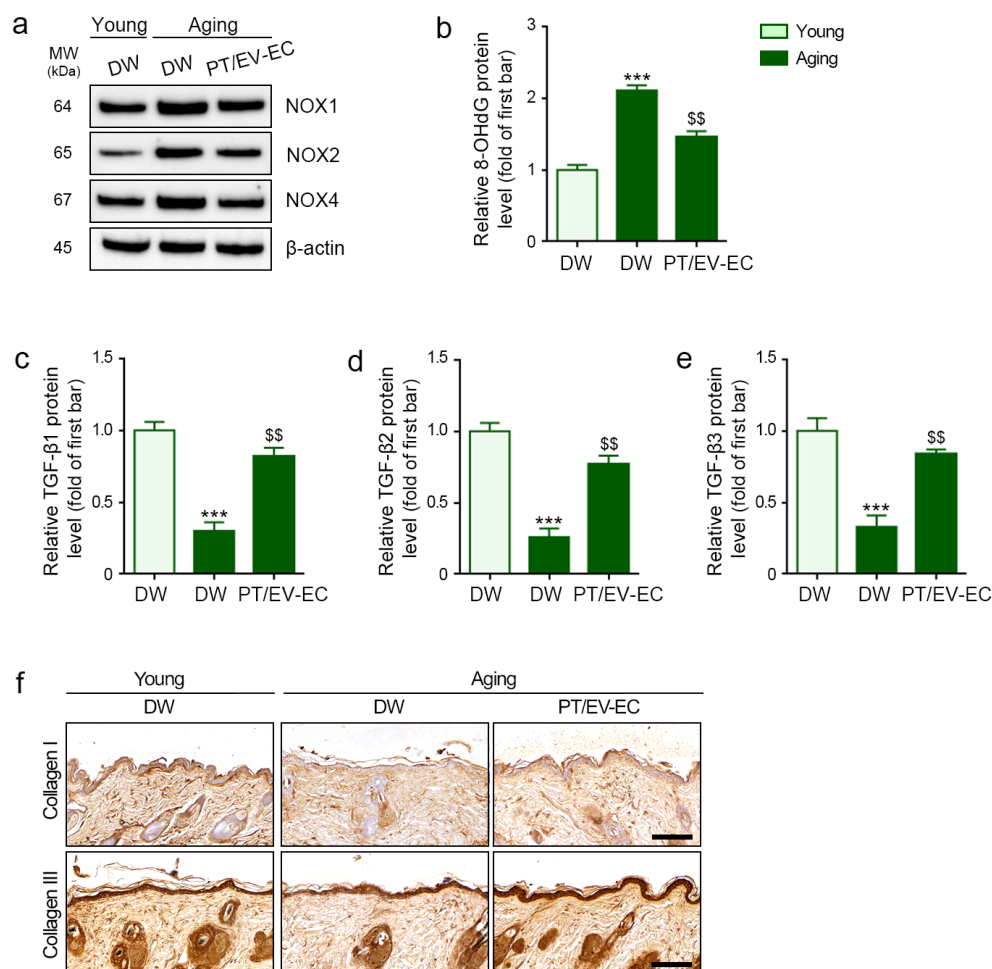 a
Young Aging
MW
(kDa)
DW DW PT/EV-EC
64 NOX1
65 NOX2
67 NOX4
45 β-actin
b
Relative 8-OHdG protein
level (fold of first bar)
3
2
1
0
***
$$
DW DW PT/EV-EC
Young
Aging
c
Relative TGF-β1 protein
level (fold of first bar)
1.5
1.0
0.5
0
***
$$
DW DW PT/EV-EC
d
Relative TGF-β2 protein
level (fold of first bar)
1.5
1.0
0.5
0
***
$$
DW DW PT/EV-EC
e
Relative TGF-β3 protein
level (fold of first bar)
1.5
1.0
0.5
0
***
$$
DW DW PT/EV-EC
f
Young Aging
DW DW PT/EV-EC
Collagen I
Collagen III